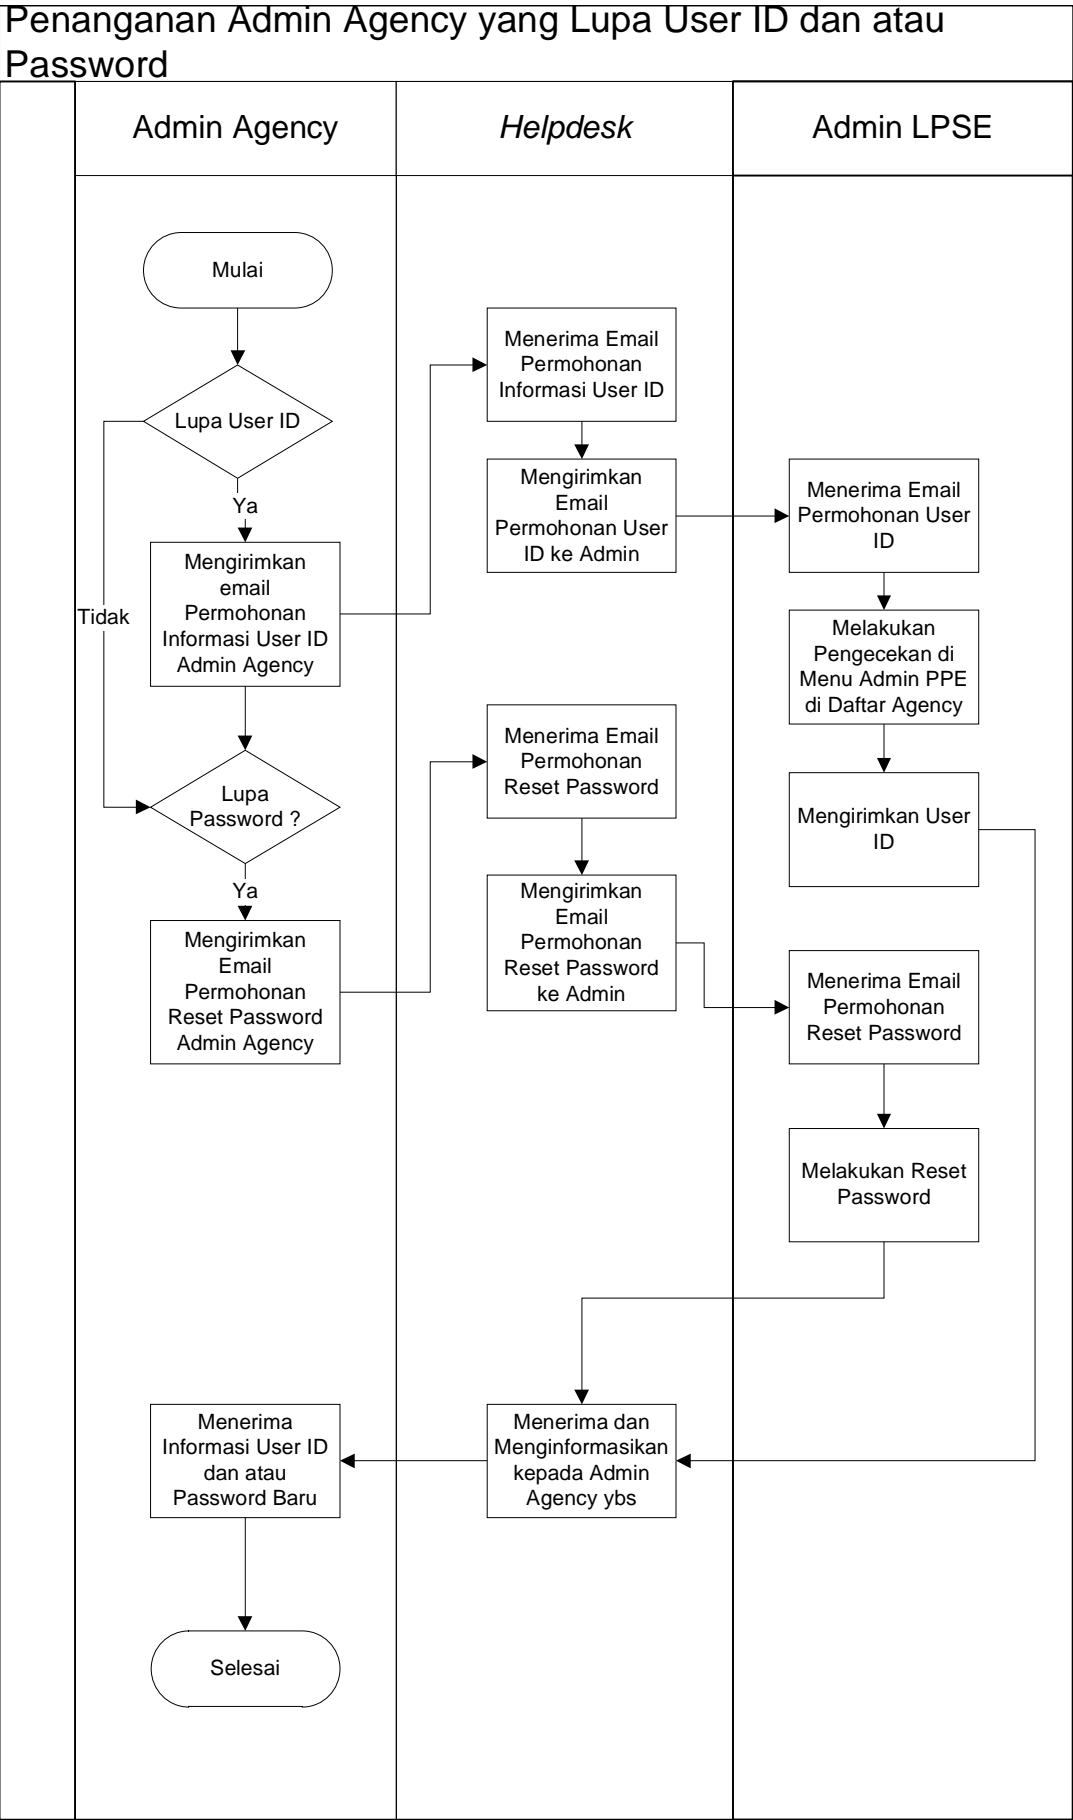 Penanganan Admin Agency yang Lupa User ID dan atau
Password
Admin Agency
Helpdesk
Admin LPSE
Mulai
Lupa User ID
Ya
Tidak
Mengirimkan
email
Permohonan
Informasi User ID
Admin Agency
Lupa
Password ?
Ya
Mengirimkan
Email
Permohonan
Reset Password
Admin Agency
Menerima Email
Permohonan
Informasi User ID
Mengirimkan
Email
Permohonan User
ID ke Admin
Menerima Email
Permohonan User
ID
Melakukan
Pengecekan di
Menu Admin PPE
di Daftar Agency
Mengirimkan User
ID
Menerima Email
Permohonan
Reset Password
Mengirimkan
Email
Permohonan
Reset Password
ke Admin
Menerima Email
Permohonan
Reset Password
Melakukan Reset
Password
Menerima dan
Menginformasikan
kepada Admin
Agency ybs
Menerima
Informasi User ID
dan atau
Password Baru
Selesai